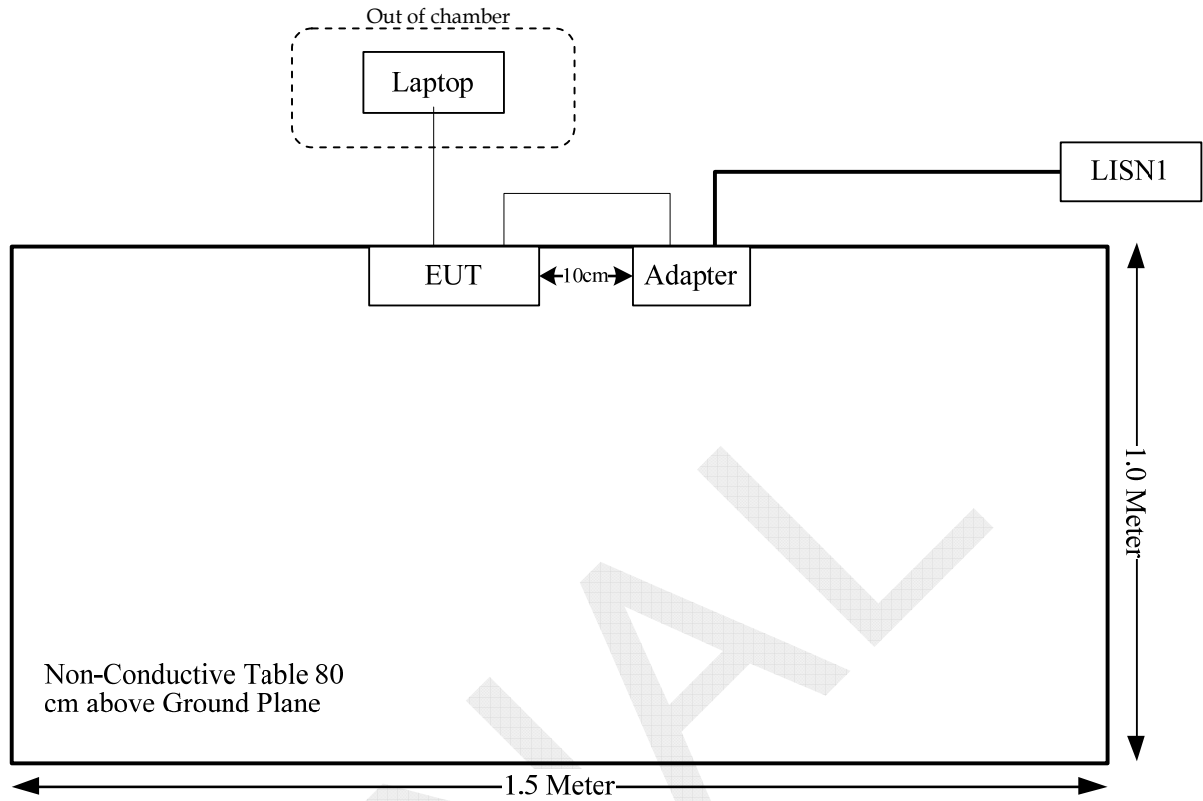 Out of chamber
Laptop
LISN1
EUT
10cm
Adapter
1.0 Meter
Non-Conductive Table 80
cm above Ground Plane
1.5 Meter